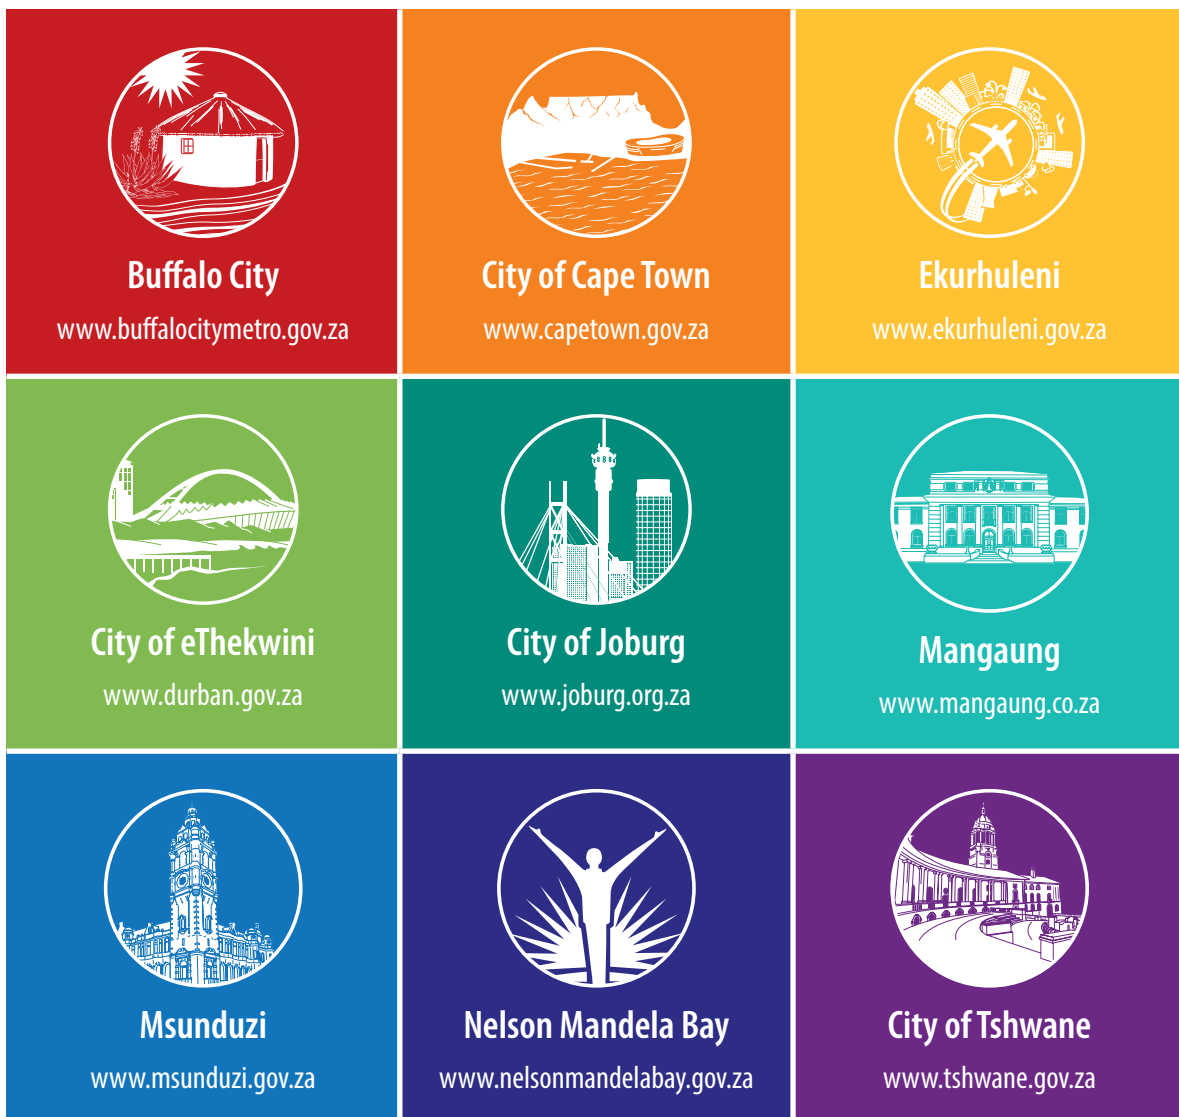 Buffalo City
www.buffalocitymetro.gov.za
City of Cape Town
www.capetown.gov.za
Ekurhuleni
www.ekurhuleni.gov.za
City of eThekwini
www.durban.gov.za
City of Joburg
www.joburg.org.za
Mangaung
www.mangaung.co.za
Msunduzi
www.msunduzi.gov.za
Nelson Mandela Bay
www.nelsonmandelabay.gov.za
City of Tshwane
www.tshwane.gov.za